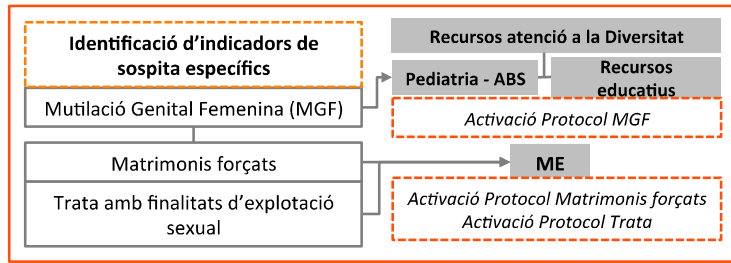 Identificació d'indicadors de
sospita específics
Mutilació Genital Femenina (MGF)
Recursos atenció a la Diversitat
Pediatria - ABS
Recursos
educatius
Activació Protocol MGF
Matrimonis forçats
Trata amb finalitats d'explotació
sexual
ME
Activació Protocol Matrimonis forçats
Activació Protocol Trata